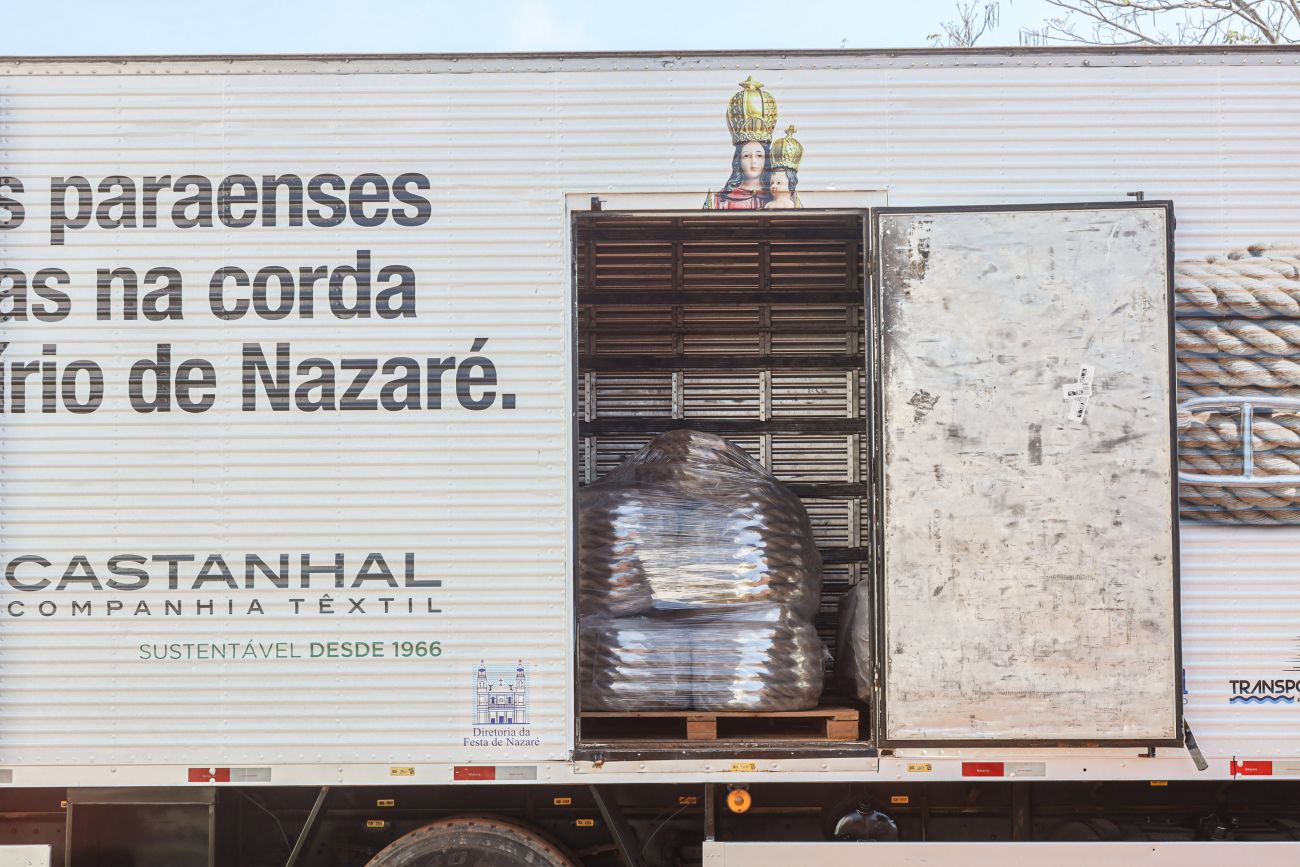 s paraenses
as na corda
írio de Nazaré.
CASTANHAL
COMPANHIA TÊXTIL
SUSTENTÁVEL DESDE 1966
Diretoria da
Festa de Nazaré
TRANSPO